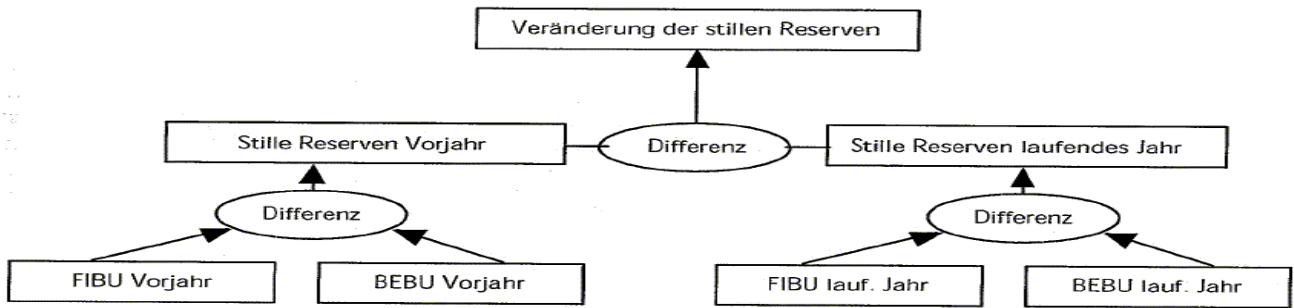 Veränderung der stillen Reserven
Stille Reserven Vorjahr
Differenz
Stille Reserven laufendes Jahr
Differenz
Differenz
FIBU Vorjahr
BEBU Vorjahr
FIBU lauf. Jahr
BEBU lauf. Jahr